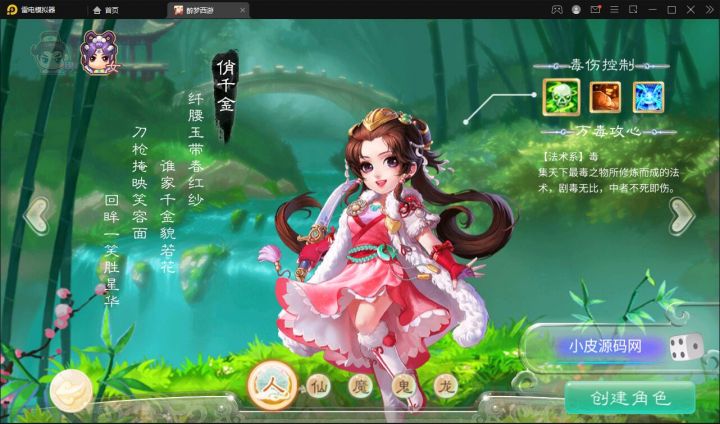 雷电模拟器
首页
醉梦西游
女
俏千金
纤腰玉带春红纱
谁家千金貌若花
刀枪掩映笑容面
回眸一笑胜星华
毒伤控制
万毒攻心
【法术系】毒
集天下最毒之物所修炼而成的法
术,剧毒无比,中者不死即伤。
小皮源码网
人 仙 魔 鬼 龙
创建角色